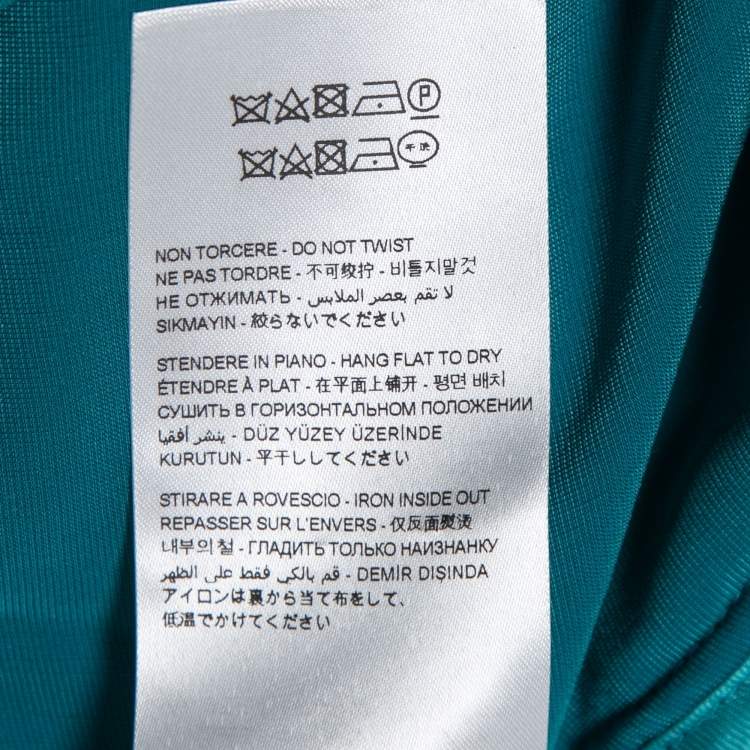 P
干洗
NON TORCERE - DO NOT TWIST
NE PAS TORDRE - 不可绞拧 - 비틀지말것
НЕ ОТЖИМАТЬ - لا تقم بعصر الملابس
SIKMAYIN - 絞らないでください
STENDERE IN PIANO - HANG FLAT TO DRY
ÉTENDRE À PLAT - 在平面上铺开 - 평면 배치
СУШИТЬ В ГОРИЗОНТАЛЬНОМ ПОЛОЖЕНИИ
ينشر أفقيا - DÜZ YÜZEY ÜZERİNDE
KURUTUN - 平干ししてください
STIRARE A ROVESCIO - IRON INSIDE OUT
REPASSER SUR L'ENVERS - 仅反面熨烫
내부의철 - ГЛАДИТЬ ТОЛЬКО НАИЗНАНКУ
قم بالكي فقط على الظهر - DEMİR DIŞINDA
アイロンは裏から当て布をして、
低温でかけてください